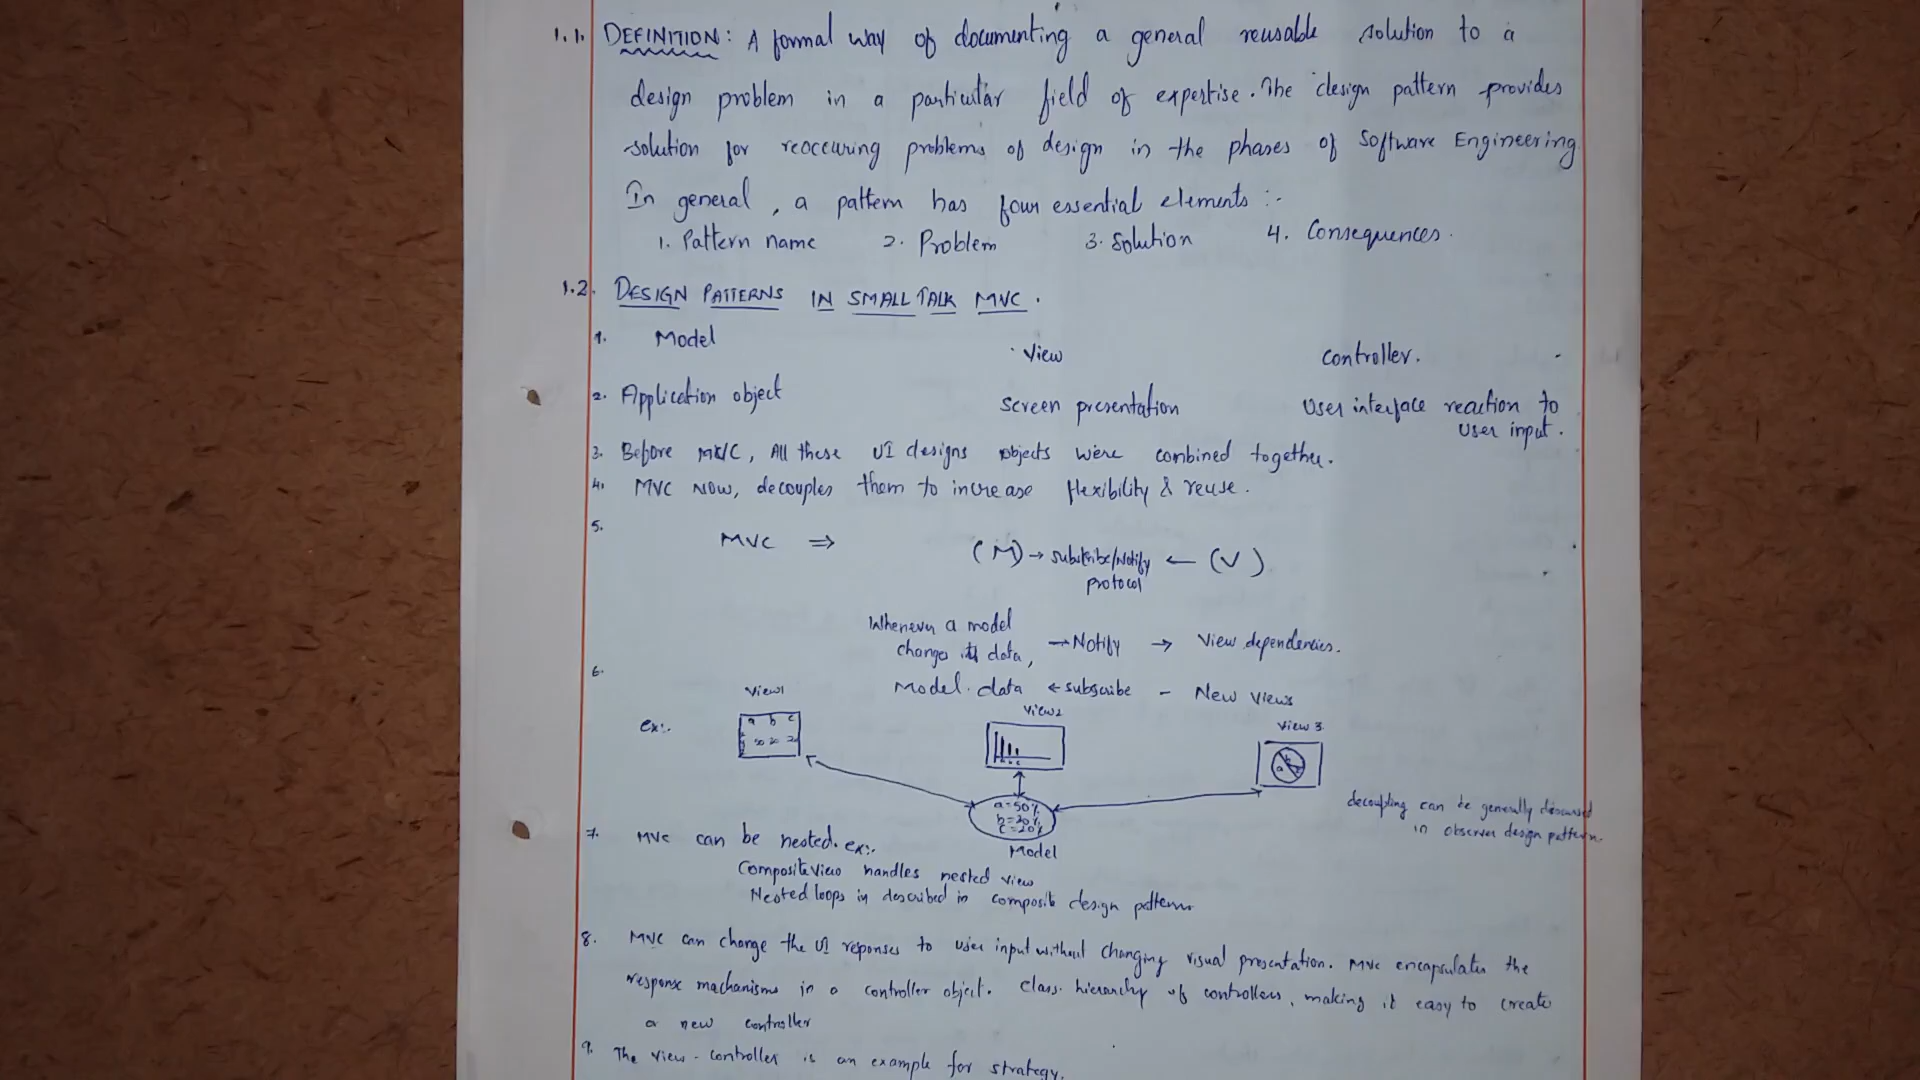 1.1. DEFINITION: A formal way of documenting a general reusable solution to a
design problem in a particular field of expertise. The design pattern provides
solution for reoccuring problems of design in the phases of Software Engineering.
In general, a pattern has four essential elements :-
1. Pattern name 2. Problem 3. Solution 4. Consequences.
1.2. DESIGN PATTERNS IN SMALL TALK MVC.
1. Model View Controller.
2. Application object Screen presentation User interface reaction to
user input.
3. Before MVC, All these UI designs objects were combined together.
4. MVC NOW, decouples them to increase flexibility & reuse.
5.
MVC ⇒ (M) → subscribe/Notify ← (V)
protocol
Whenever a model
changes its data, → Notify → View dependencies.
6.
Model data ← subscribe - New Views
ex:- View1 View2 View 3
a b c
a=50%
b=30%
c=20%
Model
decoupling can be generally discussed
in observer design pattern.
7. MVC can be nested. ex:-
CompositeView handles nested view
Nested loops in described in composite design pattern
8. MVC can change the UI reponses to user input without changing visual presentation. MVC encapsulates the
response machanisms in a controller object. Class hierarchy of controllers, making it easy to create
a new controller
9. The view-controller is an example for strategy.